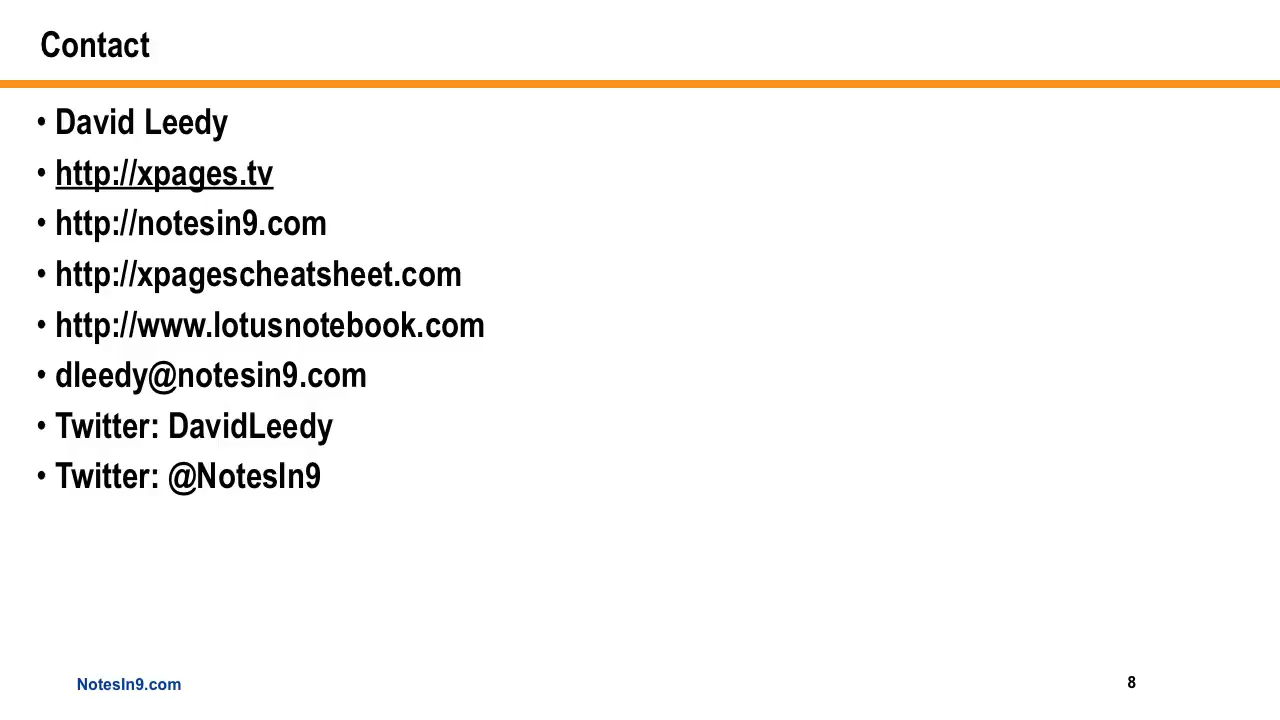 Contact
• David Leedy
• http://xpages.tv
• http://notesin9.com
• http://xpagescheatsheet.com
• http://www.lotusnotebook.com
• dleedy@notesin9.com
• Twitter: DavidLeedy
• Twitter: @NotesIn9
NotesIn9.com
8